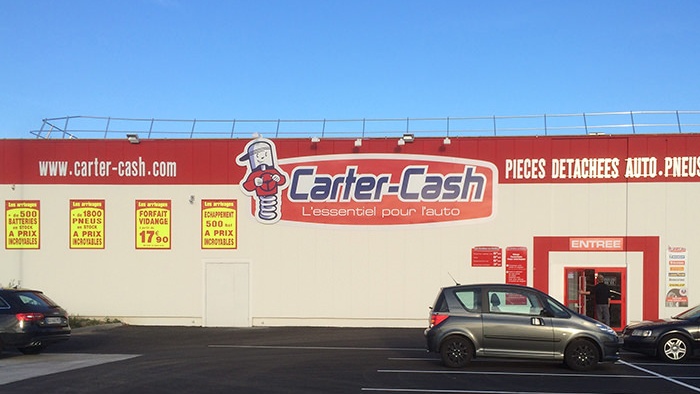 www.carter-cash.com
Carter-Cash
L'essentiel pour l'auto
PIECES DETACHEES AUTO.PNEUS
Les arrivages
+ de 500
BATTERIES
en STOCK
A PRIX
INCROYABLES
Les arrivages
+ de 1800
PNEUS
en STOCK
A PRIX
INCROYABLES
Les arrivages
FORFAIT
VIDANGE
17€90
Les arrivages
ECHAPPEMENT
500 Ref
A PRIX
INCROYABLES
ENTREE